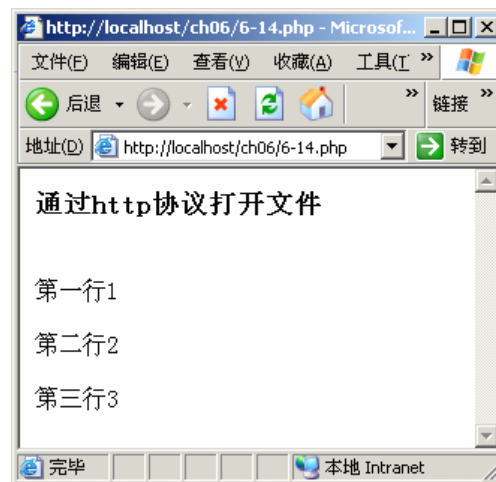 http://localhost/ch06/6-14.php - Microsof...
文件(F) 编辑(E) 查看(V) 收藏(A) 工具(T »
后退 » 链接 »
地址(D) http://localhost/ch06/6-14.php 转到
通过http协议打开文件
第一行1
第二行2
第三行3
完毕 本地 Intranet